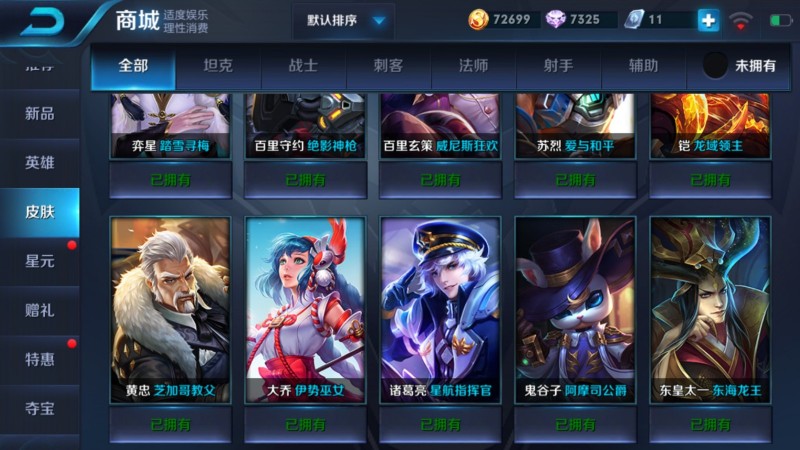 商城
适度娱乐
理性消费
默认排序
72699
7325
11
全部
坦克
战士
刺客
法师
射手
辅助
未拥有
推荐
新品
英雄
皮肤
星元
赠礼
特惠
夺宝
弈星 踏雪寻梅
百里守约 绝影神枪
百里玄策 威尼斯狂欢
苏烈 爱与和平
铠 龙域领主
已拥有
已拥有
已拥有
已拥有
已拥有
黄忠 芝加哥教父
大乔 伊势巫女
诸葛亮 星航指挥官
鬼谷子 阿摩司公爵
东皇太一 东海龙王
已拥有
已拥有
已拥有
已拥有
已拥有